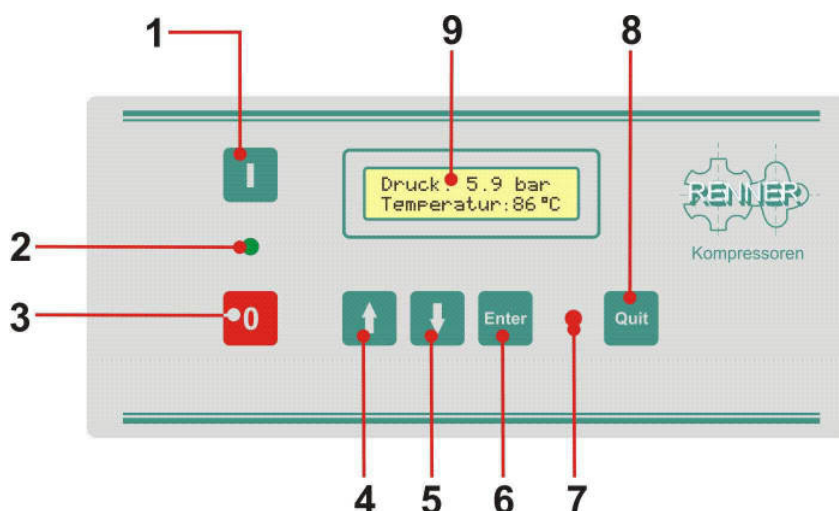 1
9
8
I
Druck: 5.9 bar
Temperatur:86°C
RENNER
Kompressoren
2
3
0
Enter
Quit
4
5
6
7